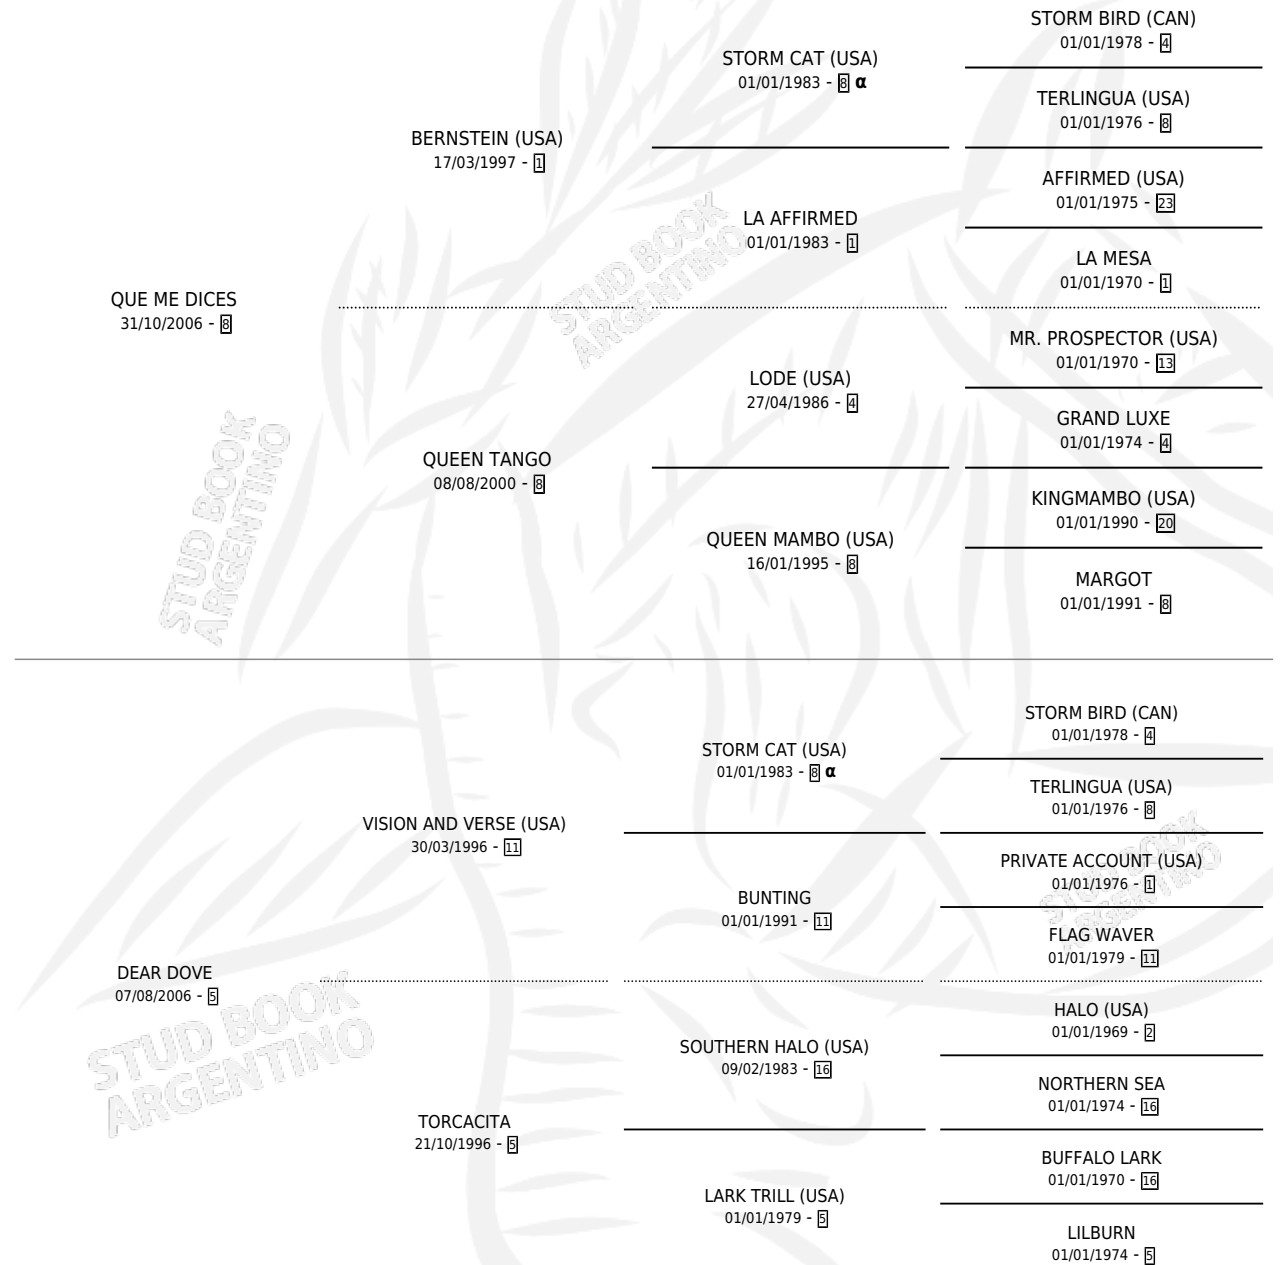 STORM BIRD (CAN)
01/01/1978 - 4
STORM CAT (USA)
01/01/1983 - 8 α
TERLINGUA (USA)
01/01/1976 - 8
BERNSTEIN (USA)
17/03/1997 - 1
AFFIRMED (USA)
01/01/1975 - 23
LA AFFIRMED
01/01/1983 - 1
LA MESA
01/01/1970 - 1
QUE ME DICES
31/10/2006 - 8
MR. PROSPECTOR (USA)
01/01/1970 - 13
LODE (USA)
27/04/1986 - 4
GRAND LUXE
01/01/1974 - 4
QUEEN TANGO
08/08/2000 - 8
KINGMAMBO (USA)
01/01/1990 - 20
QUEEN MAMBO (USA)
16/01/1995 - 8
MARGOT
01/01/1991 - 8
STUD BOOK
ARGENTINO
STUD BOOK
ARGENTINO
STORM BIRD (CAN)
01/01/1978 - 4
STORM CAT (USA)
01/01/1983 - 8 α
TERLINGUA (USA)
01/01/1976 - 8
VISION AND VERSE (USA)
30/03/1996 - 11
PRIVATE ACCOUNT (USA)
01/01/1976 - 1
BUNTING
01/01/1991 - 11
FLAG WAVER
01/01/1979 - 11
DEAR DOVE
07/08/2006 - 5
HALO (USA)
01/01/1969 - 2
SOUTHERN HALO (USA)
09/02/1983 - 16
NORTHERN SEA
01/01/1974 - 16
TORCACITA
21/10/1996 - 5
BUFFALO LARK
01/01/1970 - 16
LARK TRILL (USA)
01/01/1979 - 5
LILBURN
01/01/1974 - 5
STUD BOOK
ARGENTINO
STUD BOOK
ARGENTINO